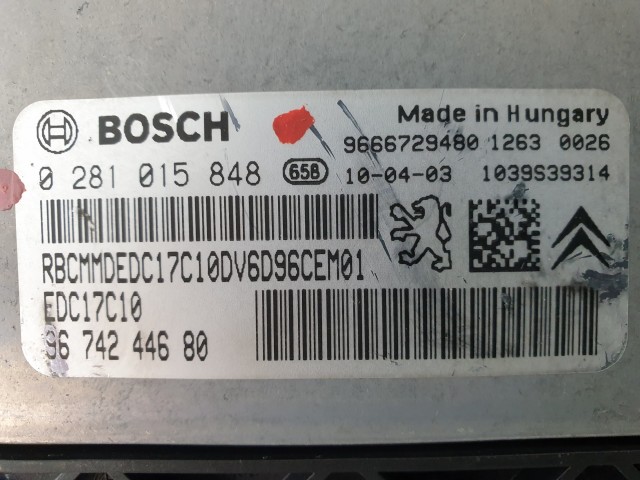 BOSCH
Made in Hungary
9666729480 1263 0026
0 281 015 848 658 10-04-03 1039S39314
RBCMMDEDC17C10DV6D96CEM01
EDC17C10
96 742 446 80